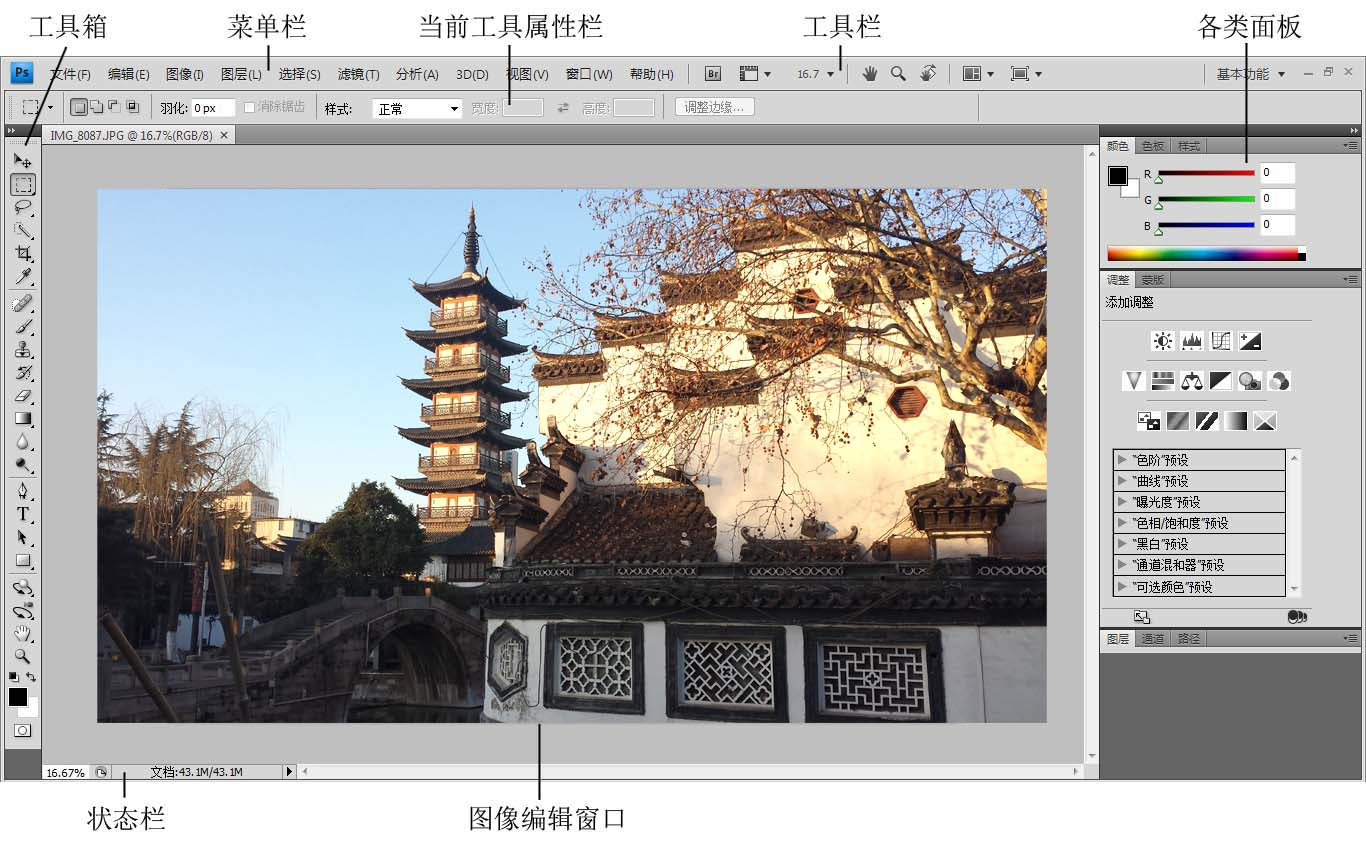 工具箱 菜单栏 当前工具属性栏 工具栏 各类面板
Ps 文件(F) 编辑(E) 图像(I) 图层(L) 选择(S) 滤镜(T) 分析(A) 3D(D) 视图(V) 窗口(W) 帮助(H) Br 16.7 基本功能
羽化: 0 px 消除锯齿 样式: 正常 宽度: 高度: 调整边缘...
IMG_8087.JPG @ 16.7%(RGB/8)
颜色 色板 样式
R 0
G 0
B 0
调整 蒙版
添加调整
"色阶"预设
"曲线"预设
"曝光度"预设
"色相/饱和度"预设
"黑白"预设
"通道混和器"预设
"可选颜色"预设
图层 通道 路径
T
16.67% 文档:43.1M/43.1M
状态栏 图像编辑窗口